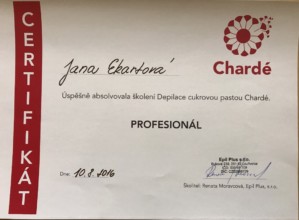 CERTIFIKÁT
Chardé
Jana Ekartová
Úspěšně absolvovala školení Depilace cukrovou pastou Chardé.
PROFESIONÁL
Epil Plus s.r.o.
Dne: 10.8.2016
Školitel: Renata Moravcová, Epil Plus, s.r.o.